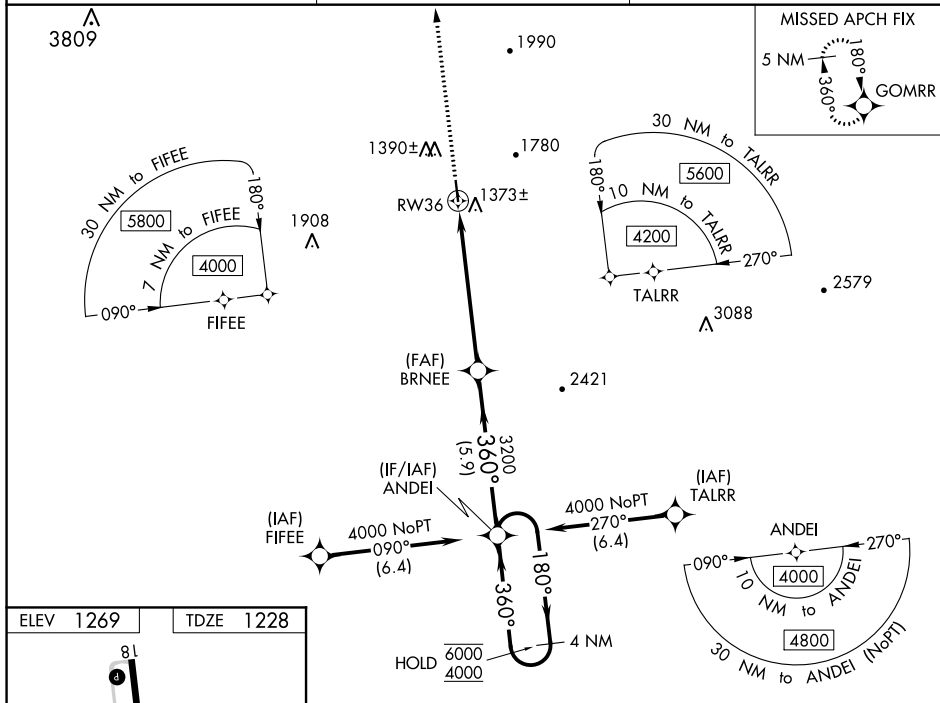 3809
1990
MISSED APCH FIX
5 NM
180°
360°
GOMRR
1390±
1780
RW36
1373±
30 NM to FIFEE
5800
180°
7 NM to FIFEE
4000
090°
FIFEE
1908
30 NM to TALRR
5600
180°
10 NM to TALRR
4200
270°
TALRR
2579
3088
(FAF)
BRNEE
2421
3200
360°
(5.9)
(IF/IAF)
ANDEI
(IAF)
TALRR
4000 NoPT
270°
(6.4)
(IAF)
FIFEE
4000 NoPT
090°
(6.4)
360°
180°
HOLD
6000
4000
4 NM
ANDEI
090°
270°
4000
10 NM to ANDEI
4800
30 NM to ANDEI (NoPT)
ELEV 1269
TDZE 1228
18
P